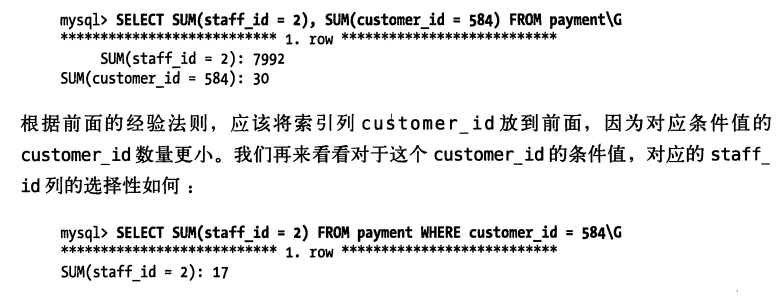 mysql> SELECT SUM(staff_id = 2), SUM(customer_id = 584) FROM payment\G
*************************** 1. row ***************************
SUM(staff_id = 2): 7992
SUM(customer_id = 584): 30
根据前面的经验法则，应该将索引列 customer_id 放到前面，因为对应条件值的
customer_id 数量更小。我们再来看看对于这个 customer_id 的条件值，对应的 staff_
id 列的选择性如何：
mysql> SELECT SUM(staff_id = 2) FROM payment WHERE customer_id = 584\G
*************************** 1. row ***************************
SUM(staff_id = 2): 17